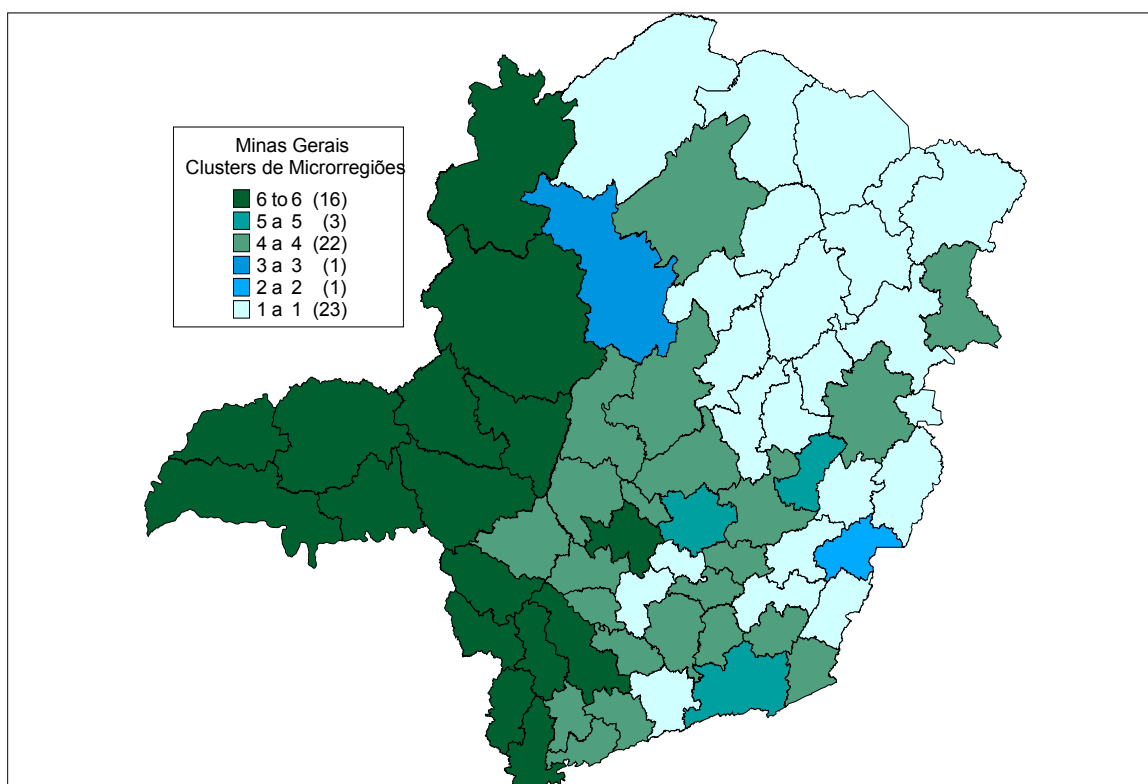 Minas Gerais
Clusters de Microrregiões
6 to 6 (16)
5 a 5 (3)
4 a 4 (22)
3 a 3 (1)
2 a 2 (1)
1 a 1 (23)